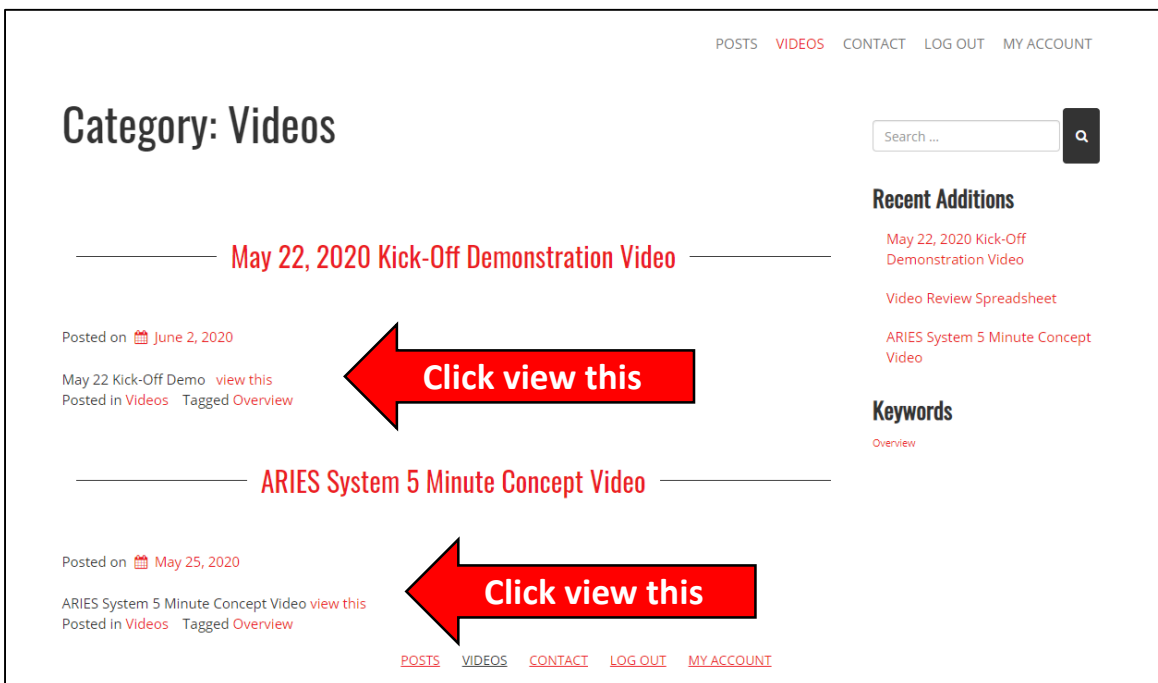 POSTS VIDEOS CONTACT LOG OUT MY ACCOUNT
Category: Videos
Search ...
Recent Additions
May 22, 2020 Kick-Off
Demonstration Video
Video Review Spreadsheet
ARIES System 5 Minute Concept
Video
Keywords
Overview
May 22, 2020 Kick-Off Demonstration Video
Posted on June 2, 2020
May 22 Kick-Off Demo view this
Posted in Videos Tagged Overview
Click view this
ARIES System 5 Minute Concept Video
Posted on May 25, 2020
ARIES System 5 Minute Concept Video view this
Posted in Videos Tagged Overview
Click view this
POSTS VIDEOS CONTACT LOG OUT MY ACCOUNT